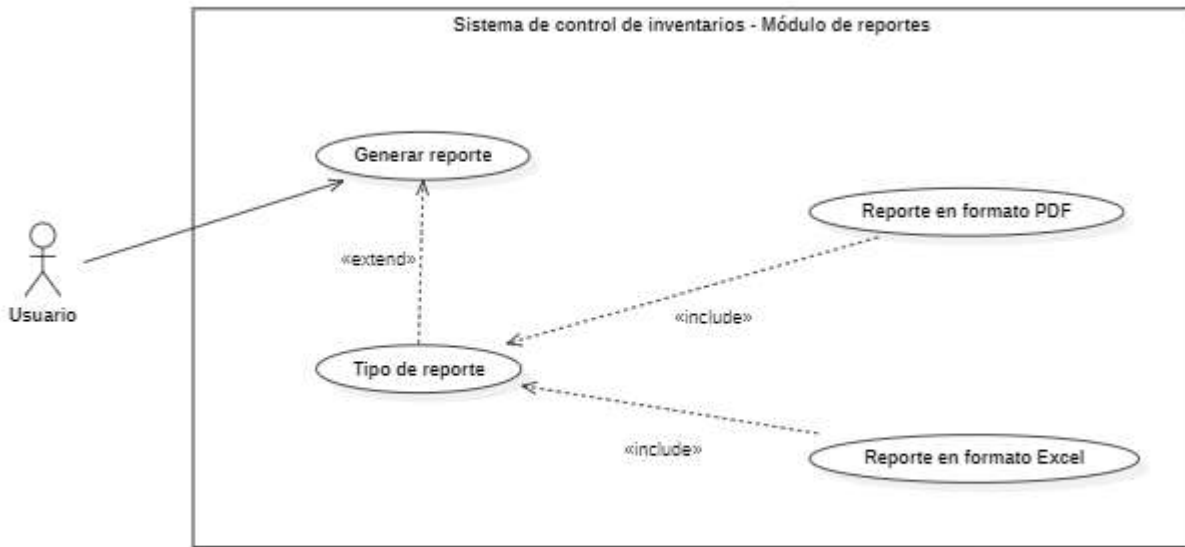 Sistema de control de inventarios - Módulo de reportes
Generar reporte
Reporte en formato PDF
«extend»
Usuario
«include»
Tipo de reporte
«include»
Reporte en formato Excel